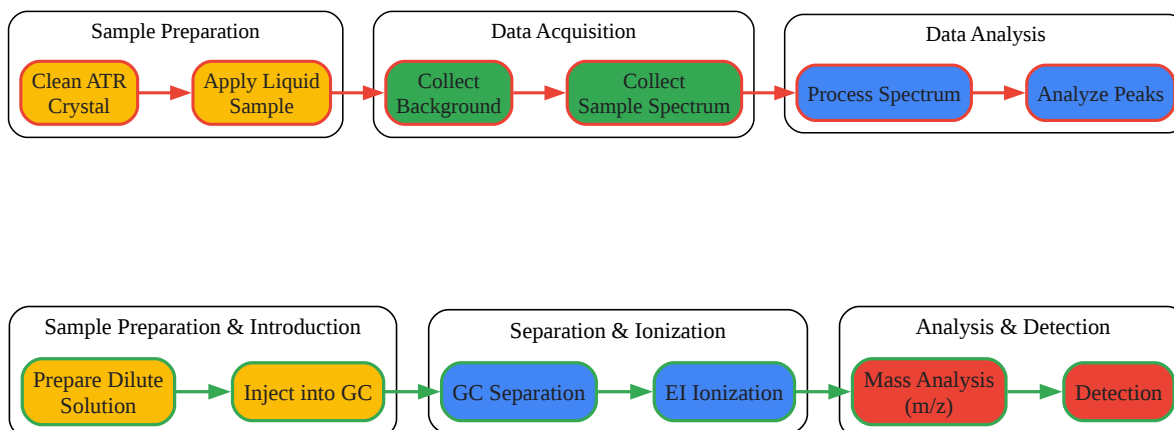 Sample Preparation
Clean ATR
Crystal
Apply Liquid
Sample
Data Acquisition
Collect
Background
Collect
Sample Spectrum
Data Analysis
Process Spectrum
Analyze Peaks
Sample Preparation & Introduction
Prepare Dilute
Solution
Inject into GC
Separation & Ionization
GC Separation
EI Ionization
Analysis & Detection
Mass Analysis
(m/z)
Detection